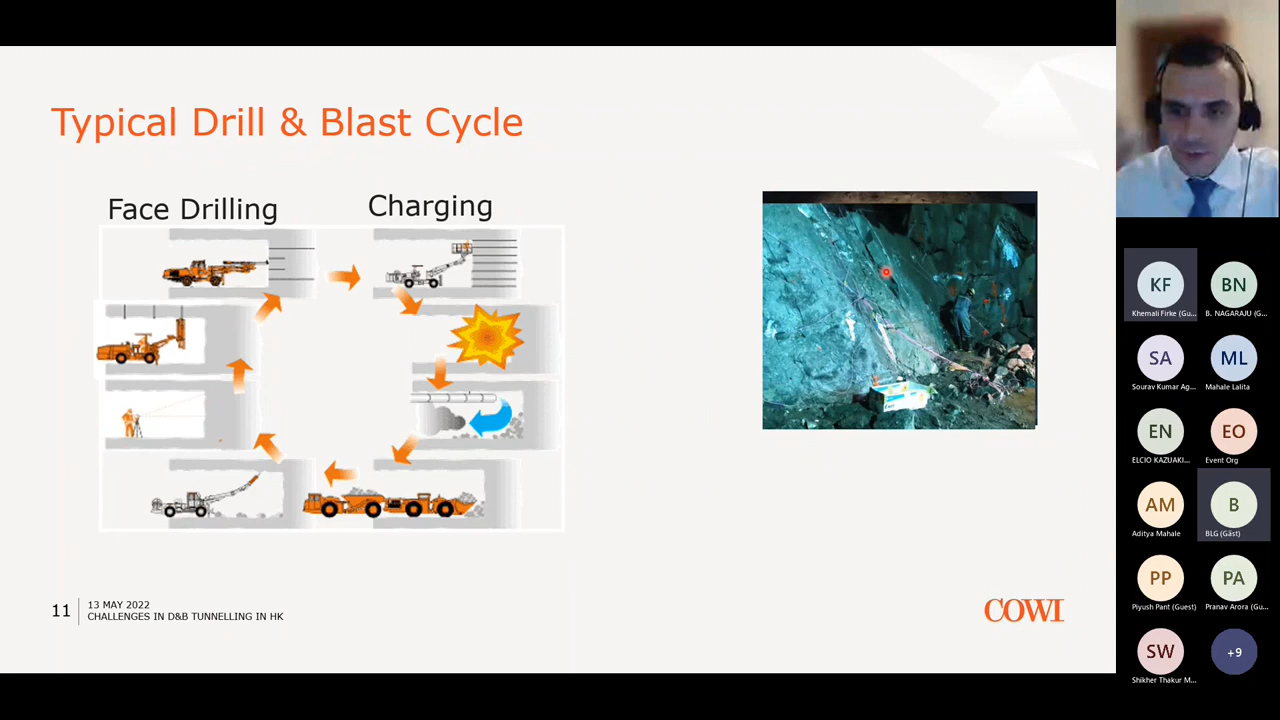 Typical Drill & Blast Cycle
Face Drilling
Charging
11
13 MAY 2022
CHALLENGES IN D&B TUNNELLING IN HK
COWI
KF
Khemali Firke (Gu...
BN
B. NAGARAJU (G...
SA
Sourav Kumar Ag...
ML
Mahale Lalita
EN
ELCIO KAZUAKI...
EO
Event Org
AM
Aditya Mahale
B
BLG (Gäst)
PP
Piyush Pant (Guest)
PA
Pranav Arora (Gu...
SW
Shikher Thakur M...
+9